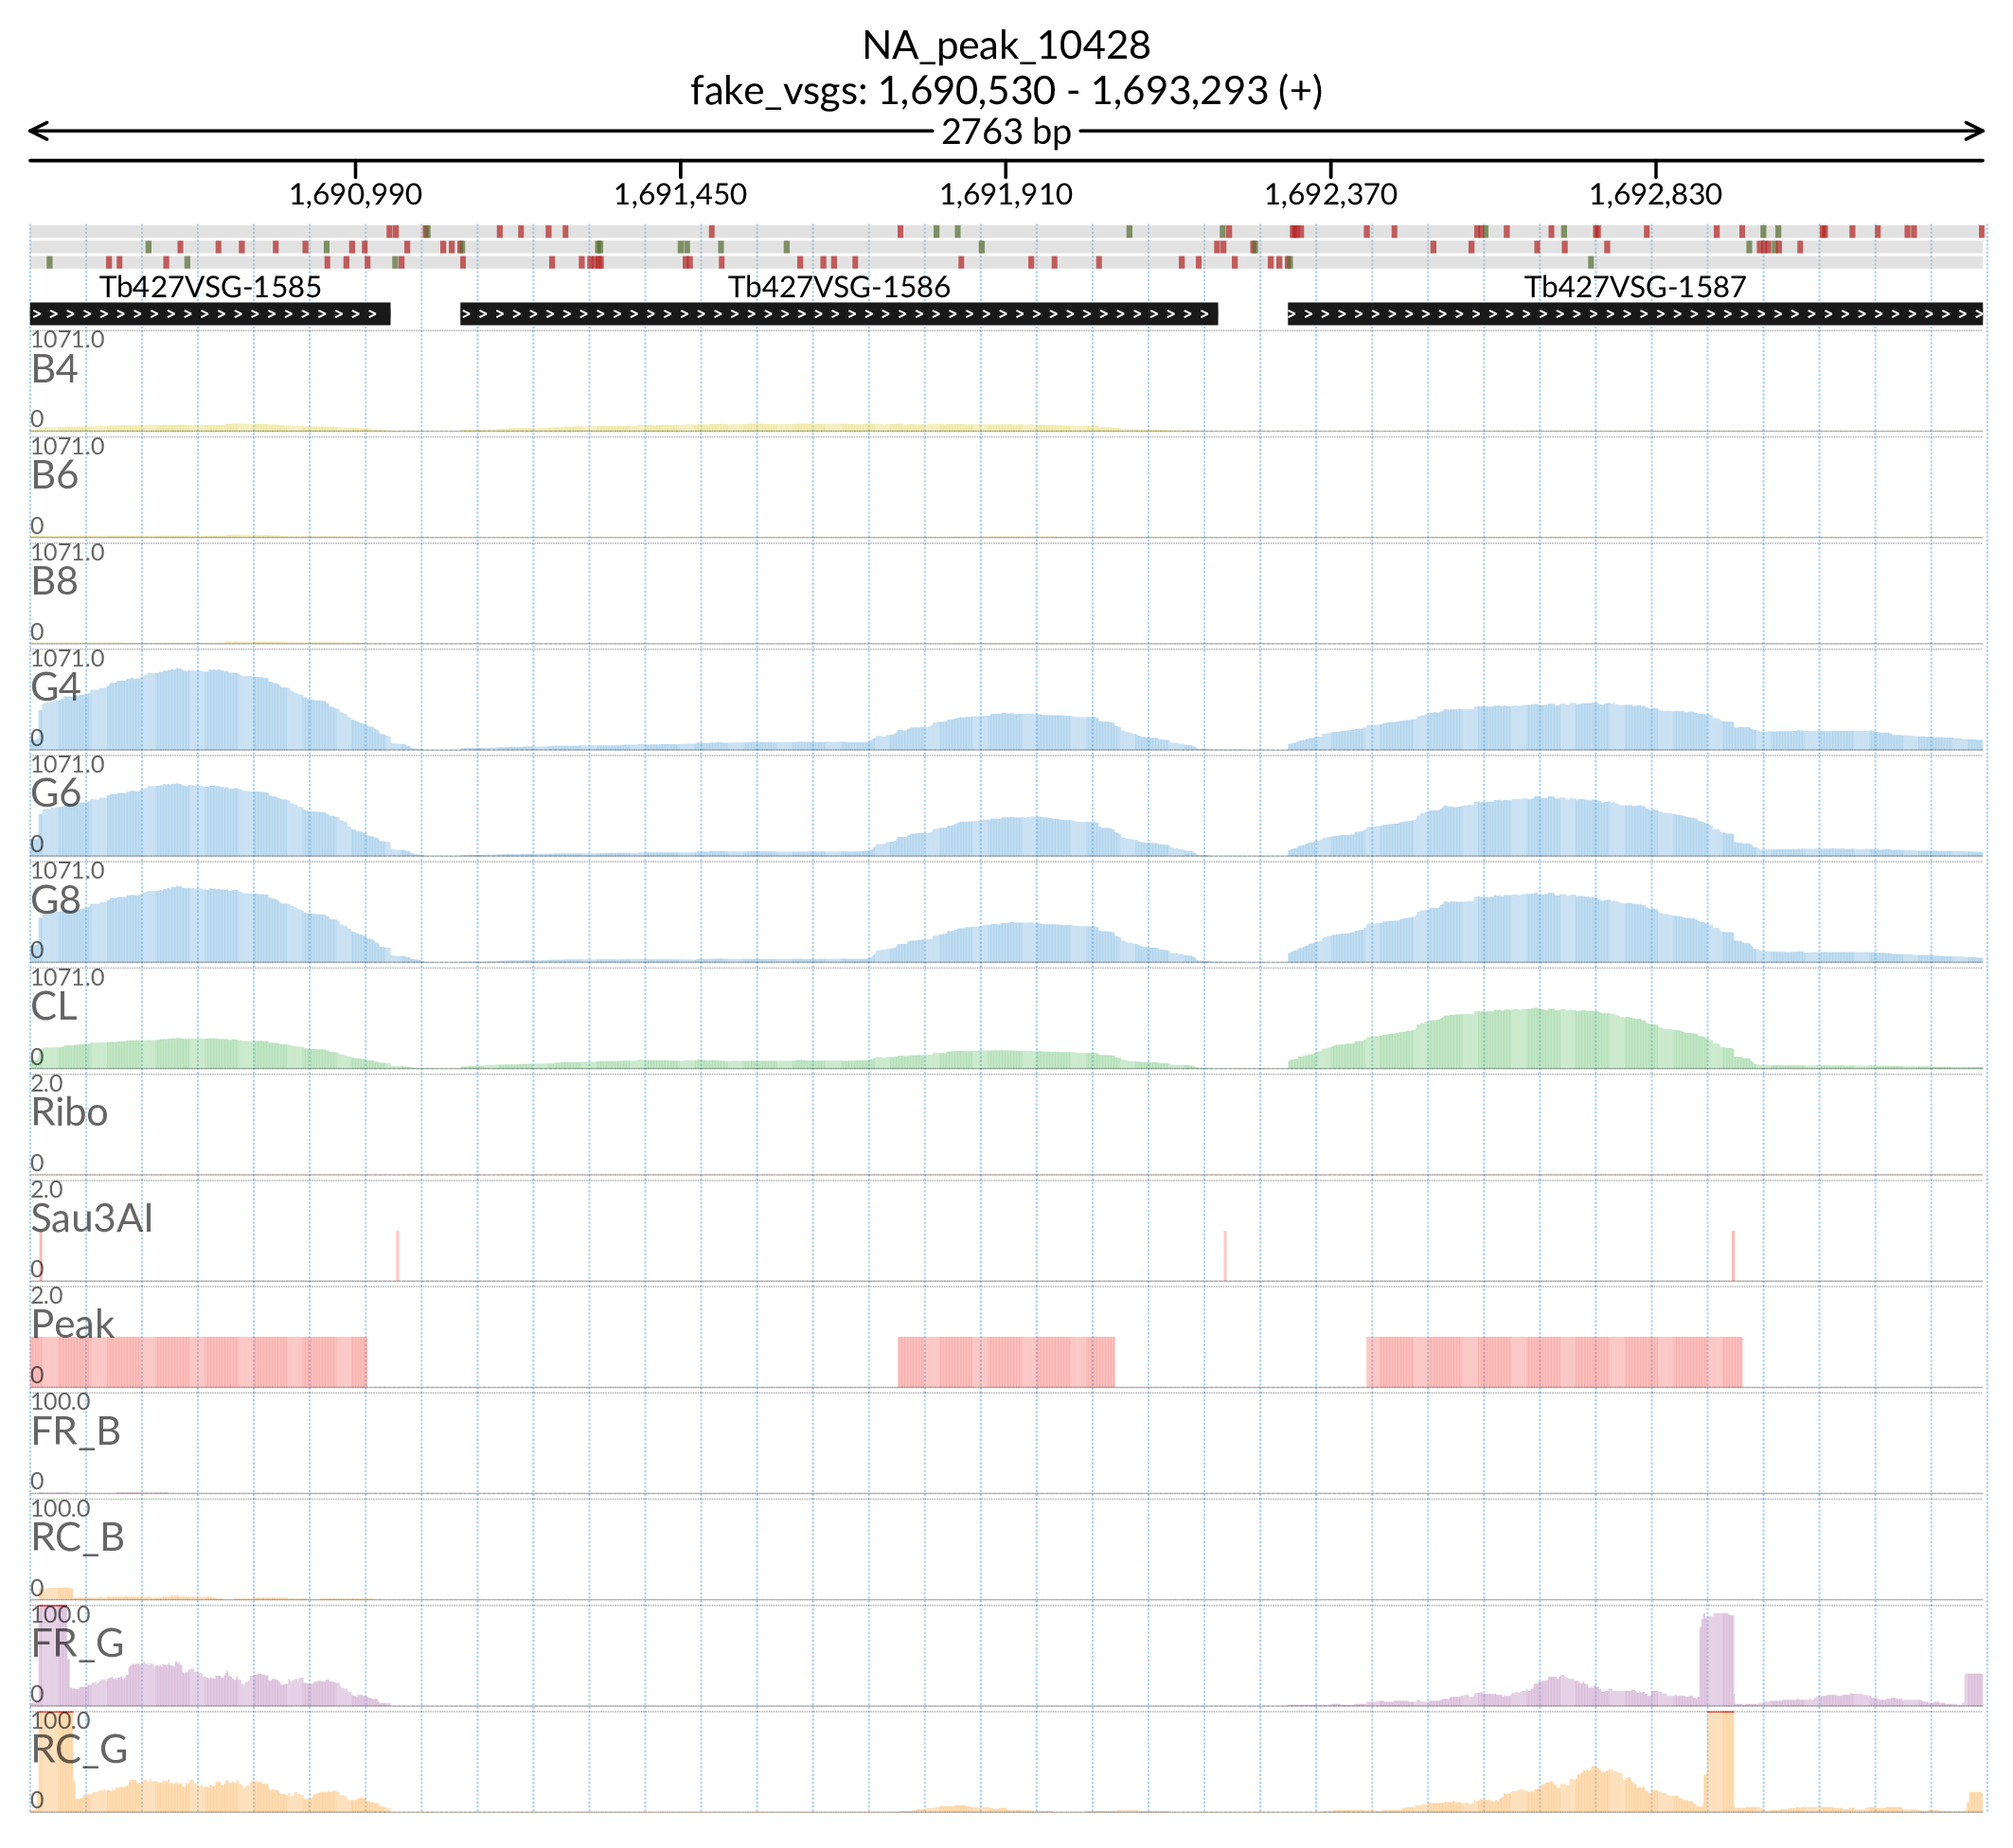 NA_peak_10428
fake_vsgs: 1,690,530 - 1,693,293 (+)
2763 bp
1,690,990 1,691,450 1,691,910 1,692,370 1,692,830
Tb427VSG-1585 Tb427VSG-1586 Tb427VSG-1587
1071.0
B4
0
1071.0
B6
0
1071.0
B8
0
1071.0
G4
0
1071.0
G6
0
1071.0
G8
0
1071.0
CL
0
2.0
Ribo
0
2.0
Sau3AI
0
2.0
Peak
0
100.0
FR_B
0
100.0
RC_B
0
100.0
FR_G
0
100.0
RC_G
0